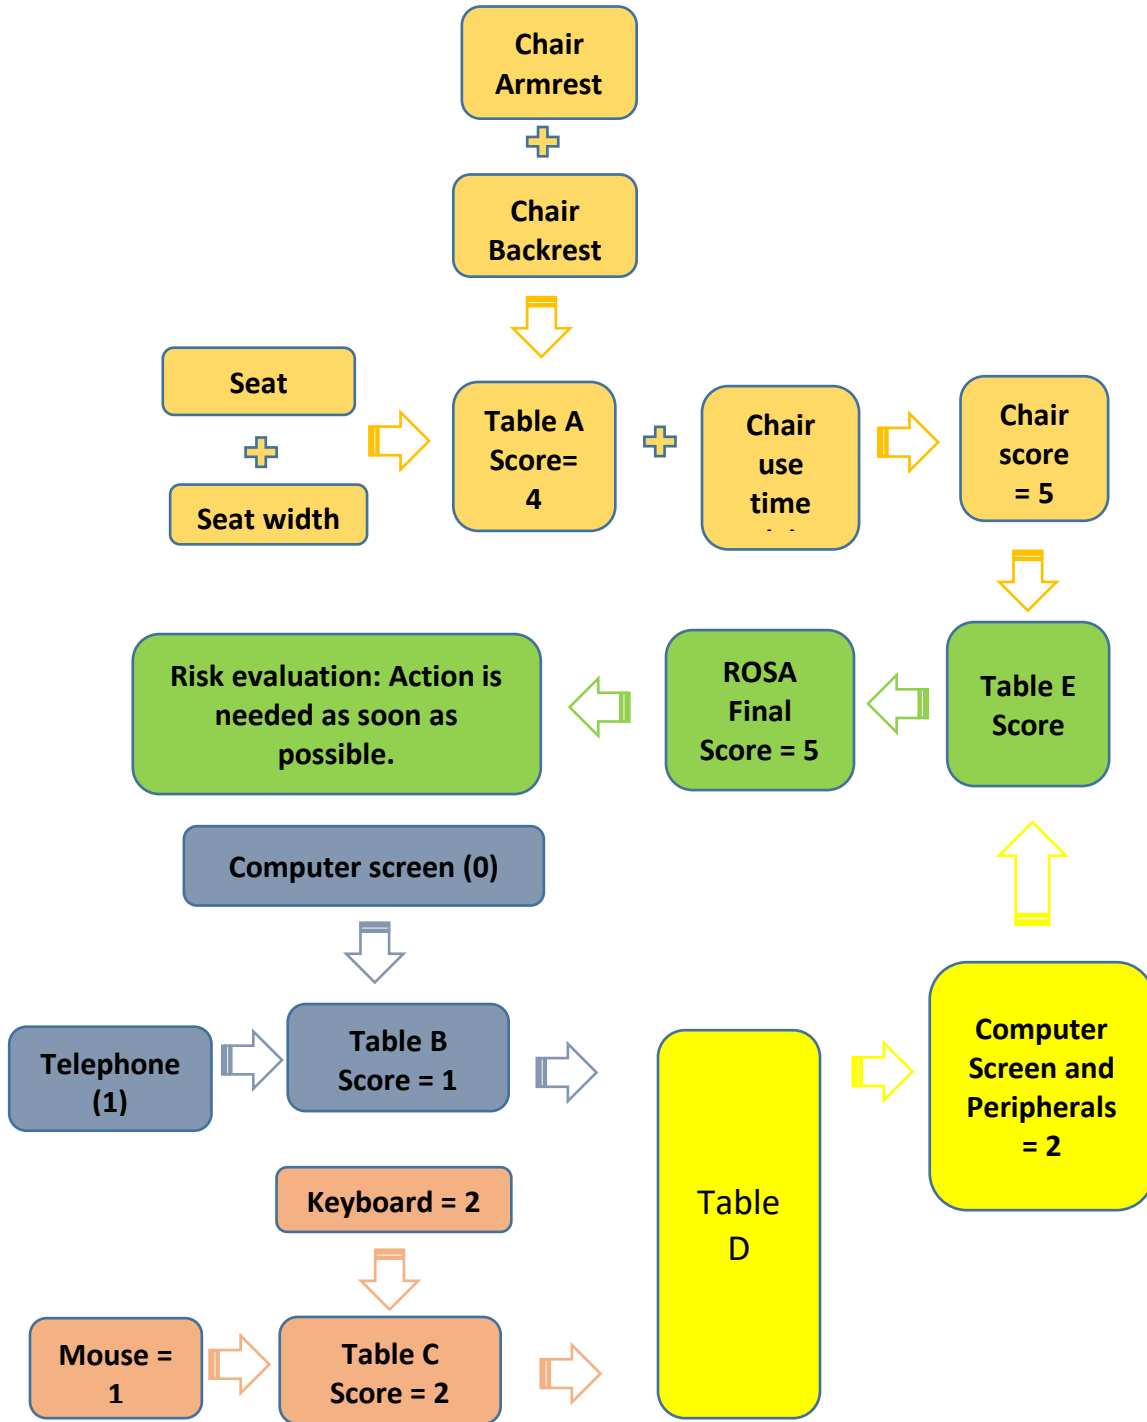 Chair
Armrest
Chair
Backrest
Seat
Seat width
Table A
Score=
4
Chair
use
time
Chair
score
= 5
Risk evaluation: Action is
needed as soon as
possible.
ROSA
Final
Score = 5
Table E
Score
Computer screen (0)
Telephone
(1)
Table B
Score = 1
Computer
Screen and
Peripherals
= 2
Keyboard = 2
Table
D
Mouse =
1
Table C
Score = 2